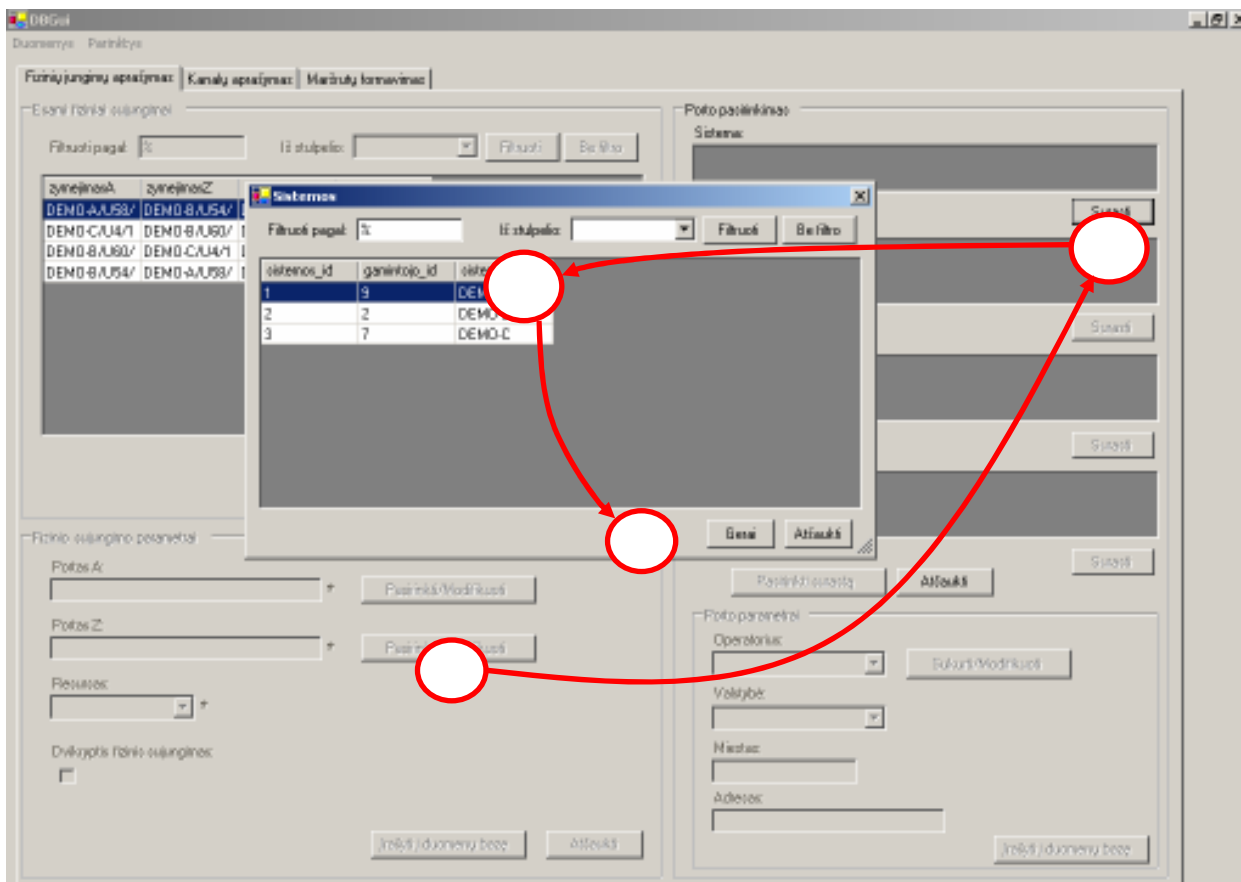 DBGui
Duomenys Parinktys
Fizinių jungimų aprašymas Kanalų aprašymas Maršrutų formavimas
Esami fiziniai sujungimai
Filtruoti pagal: % Iš stulpelio: Filtruoti Be filtro
zymejimasA zymejimasZ
DEMO-A/U58/ DEMO-B/U54/
DEMO-C/U4/1 DEMO-B/U60/
DEMO-B/U60/ DEMO-C/U4/1
DEMO-B/U54/ DEMO-A/U58/
Sistemos
Filtruoti pagal: % Iš stulpelio: Filtruoti Be filtro
sistemos_id gamintojo_id
1 9
2 2
3 7
Gerai Atšaukti
Porto pasirinkimas
Sistema:
Surasti
Surasti
Surasti
Surasti
Pasirinkti surastą Atšaukti
Fizinio sujungimo parametrai
Portas A:
* Pasirinkti/Modifikuoti
Portas Z:
*
Resursas:
*
Dvikryptis fizinis sujungimas:
Įrašyti į duomenų bazę Atšaukti
Porto parametrai
Operatorius:
Sukurti/Modifikuoti
Valstybė:
Miestas:
Adresas:
Įrašyti į duomenų bazę